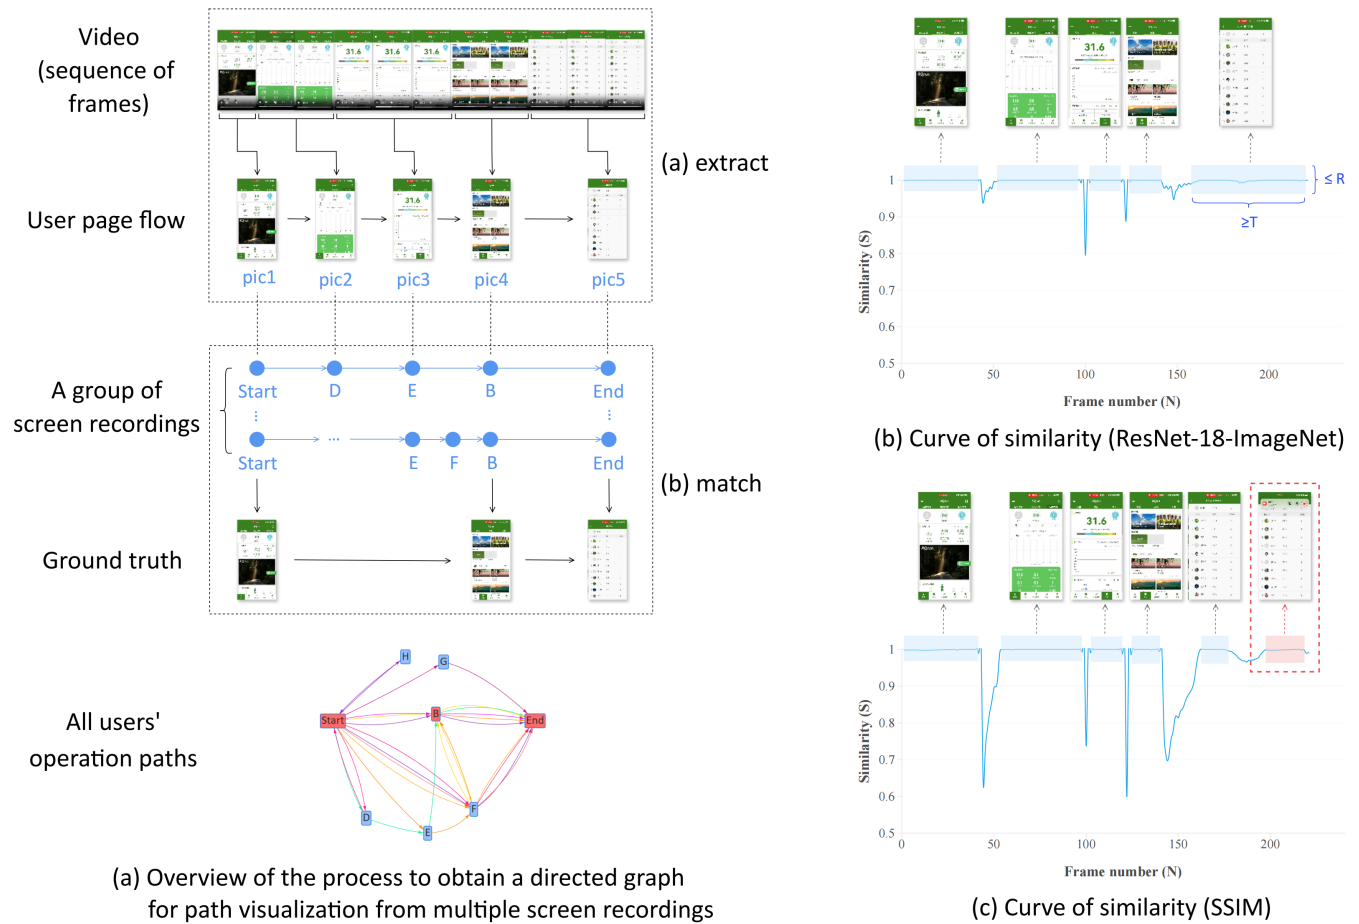 Video
(sequence of
frames)
(a) extract
User page flow
pic1
pic2
pic3
pic4
pic5
A group of
screen recordings
Start
D
E
B
End
...
...
...
Start
E
F
B
End
(b) match
Ground truth
All users'
operation paths
H
G
Start
B
End
D
E
F
(a) Overview of the process to obtain a directed graph
for path visualization from multiple screen recordings
31.6
31.6
31.6
31.6
31.6
≤ R
≥T
1
0.9
0.8
0.7
0.6
0.5
Similarity (S)
0
50
100
150
200
Frame number (N)
(b) Curve of similarity (ResNet-18-ImageNet)
31.6
1
0.9
0.8
0.7
0.6
0.5
Similarity (S)
0
50
100
150
200
Frame number (N)
(c) Curve of similarity (SSIM)